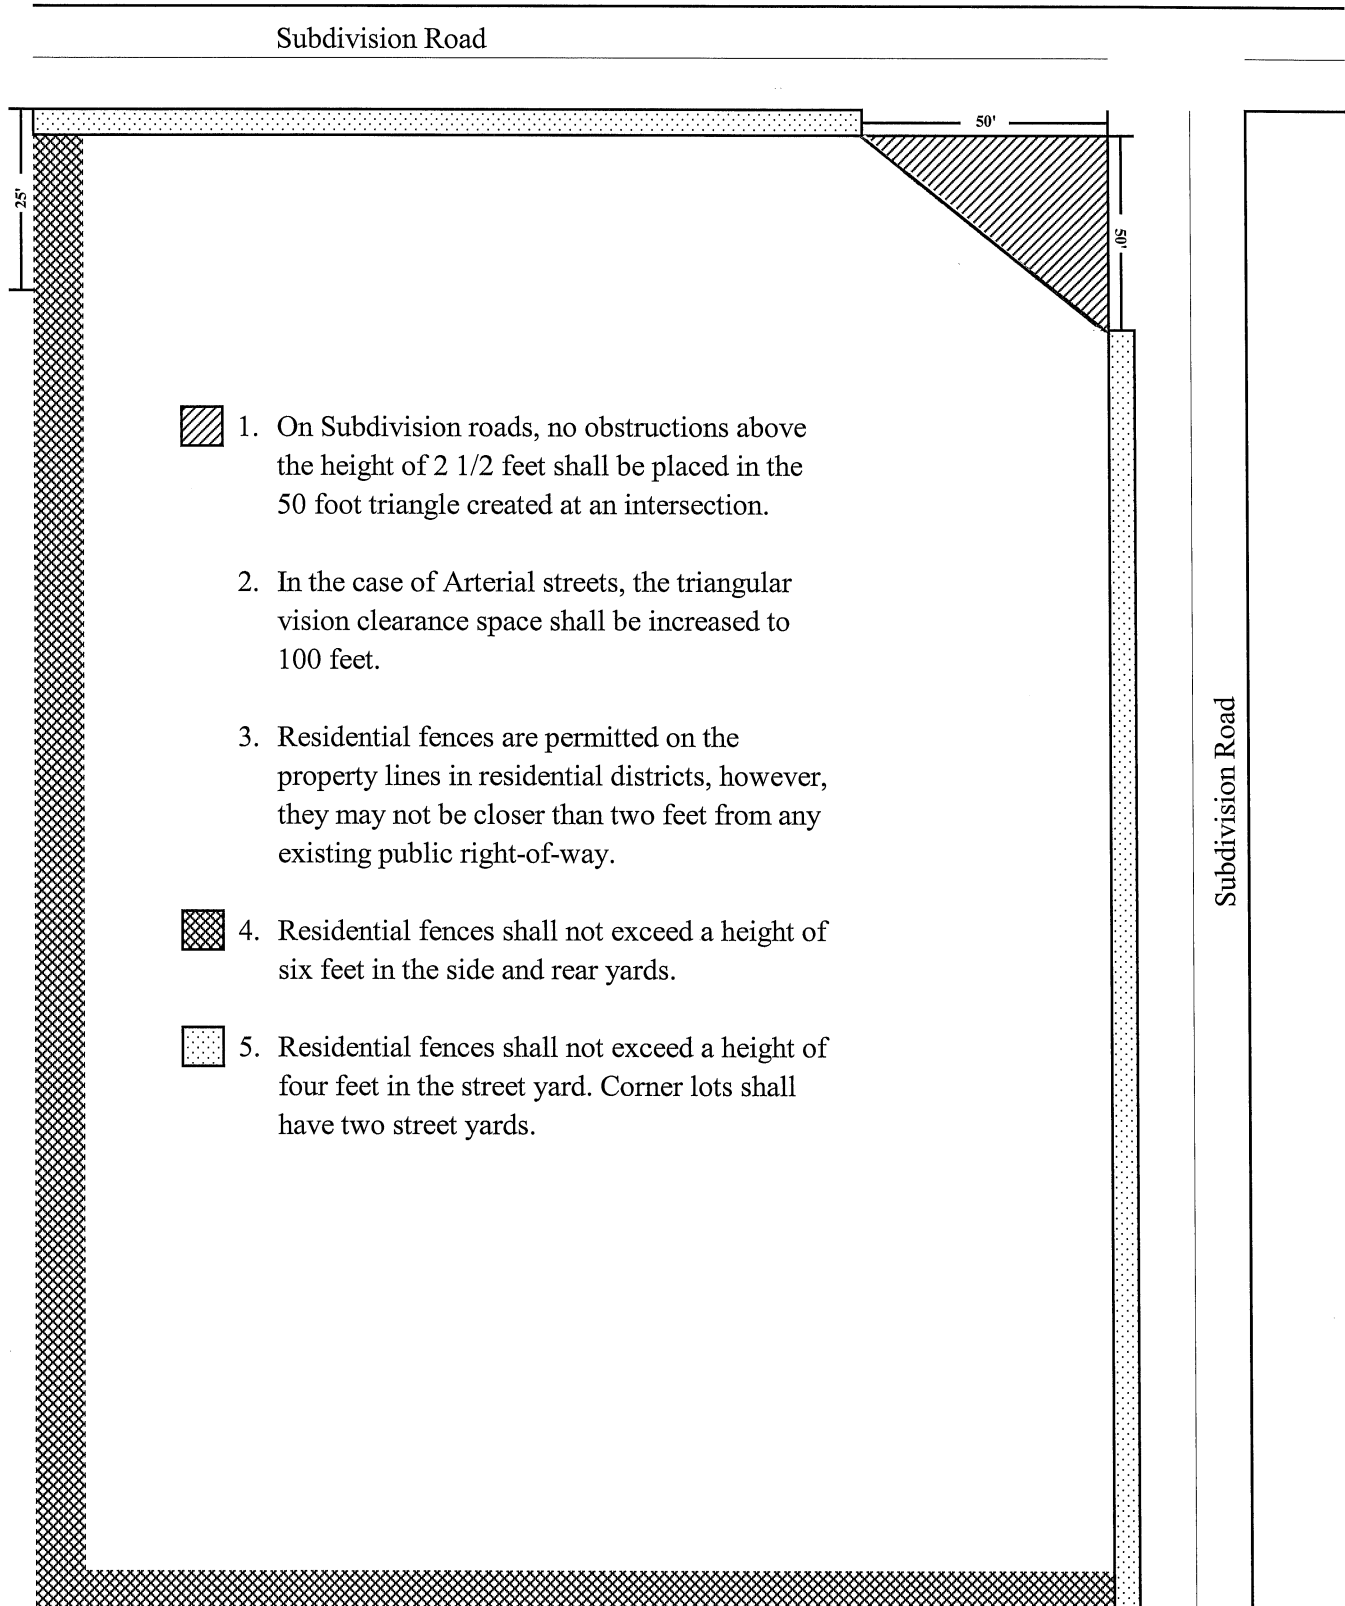 Subdivision Road
50'
25'
50'
1. On Subdivision roads, no obstructions above
the height of 2 1/2 feet shall be placed in the
50 foot triangle created at an intersection.
2. In the case of Arterial streets, the triangular
vision clearance space shall be increased to
100 feet.
3. Residential fences are permitted on the
property lines in residential districts, however,
they may not be closer than two feet from any
existing public right-of-way.
Subdivision Road
4. Residential fences shall not exceed a height of
six feet in the side and rear yards.
5. Residential fences shall not exceed a height of
four feet in the street yard. Corner lots shall
have two street yards.